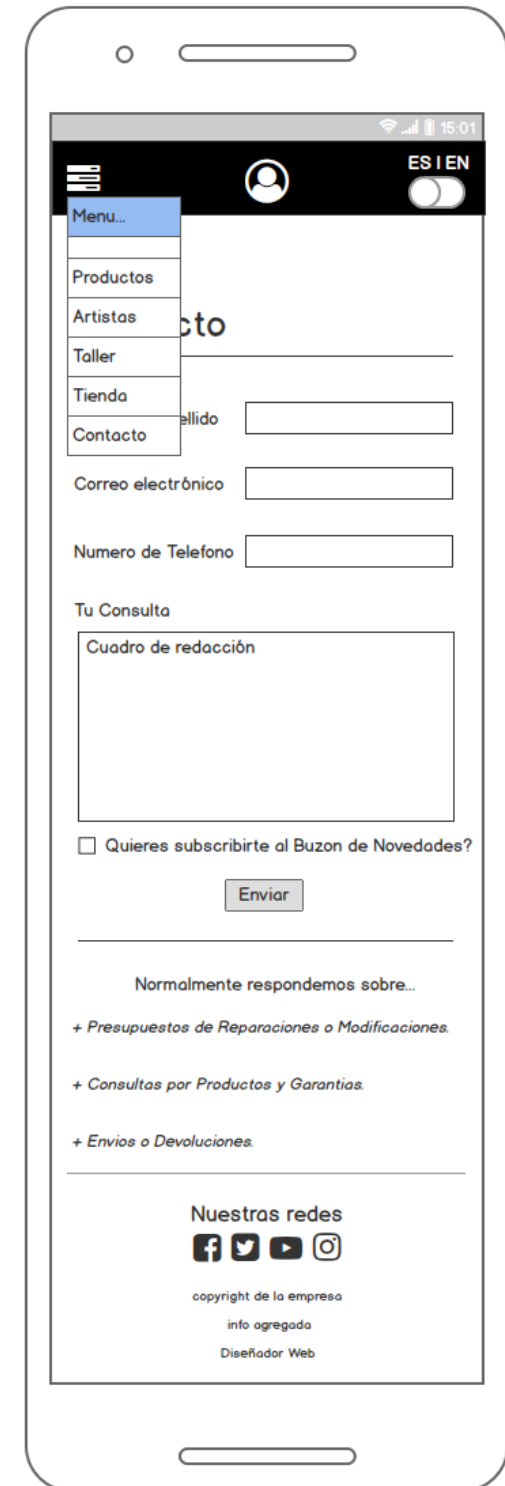 15:01
ES I EN
Menu...
Productos
Artistas
cto
Taller
Tienda
ellido
Contacto
Correo electrónico
Numero de Telefono
Tu Consulta
Cuadro de redacción
Quieres subscribirte al Buzon de Novedades?
Enviar
Normalmente respondemos sobre...
+ Presupuestos de Reparaciones o Modificaciones.
+ Consultas por Productos y Garantias.
+ Envios o Devoluciones.
Nuestras redes
copyright de la empresa
info agregada
Diseñador Web